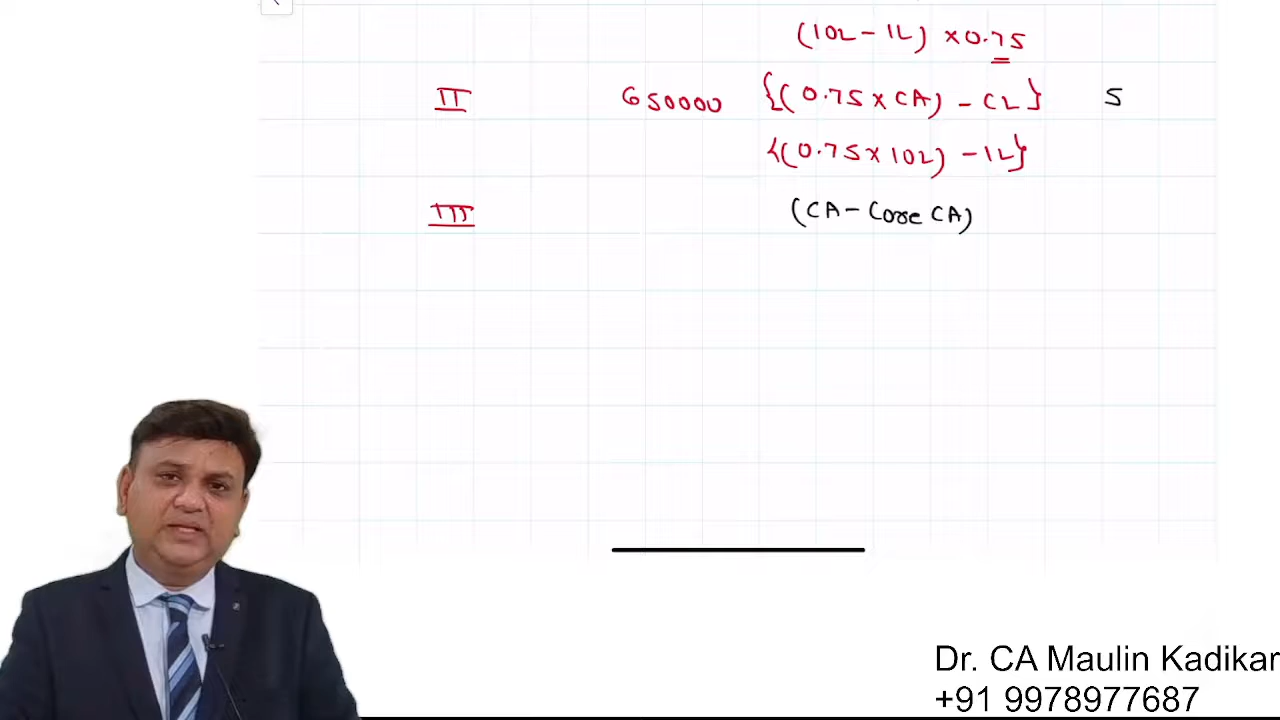 (10L - 1L) × 0.75
II 650000 {(0.75 × CA) - CL} 5
{(0.75 × 10L) - 1L}
III (CA - Core CA)
Dr. CA Maulin Kadikar
+91 9978977687